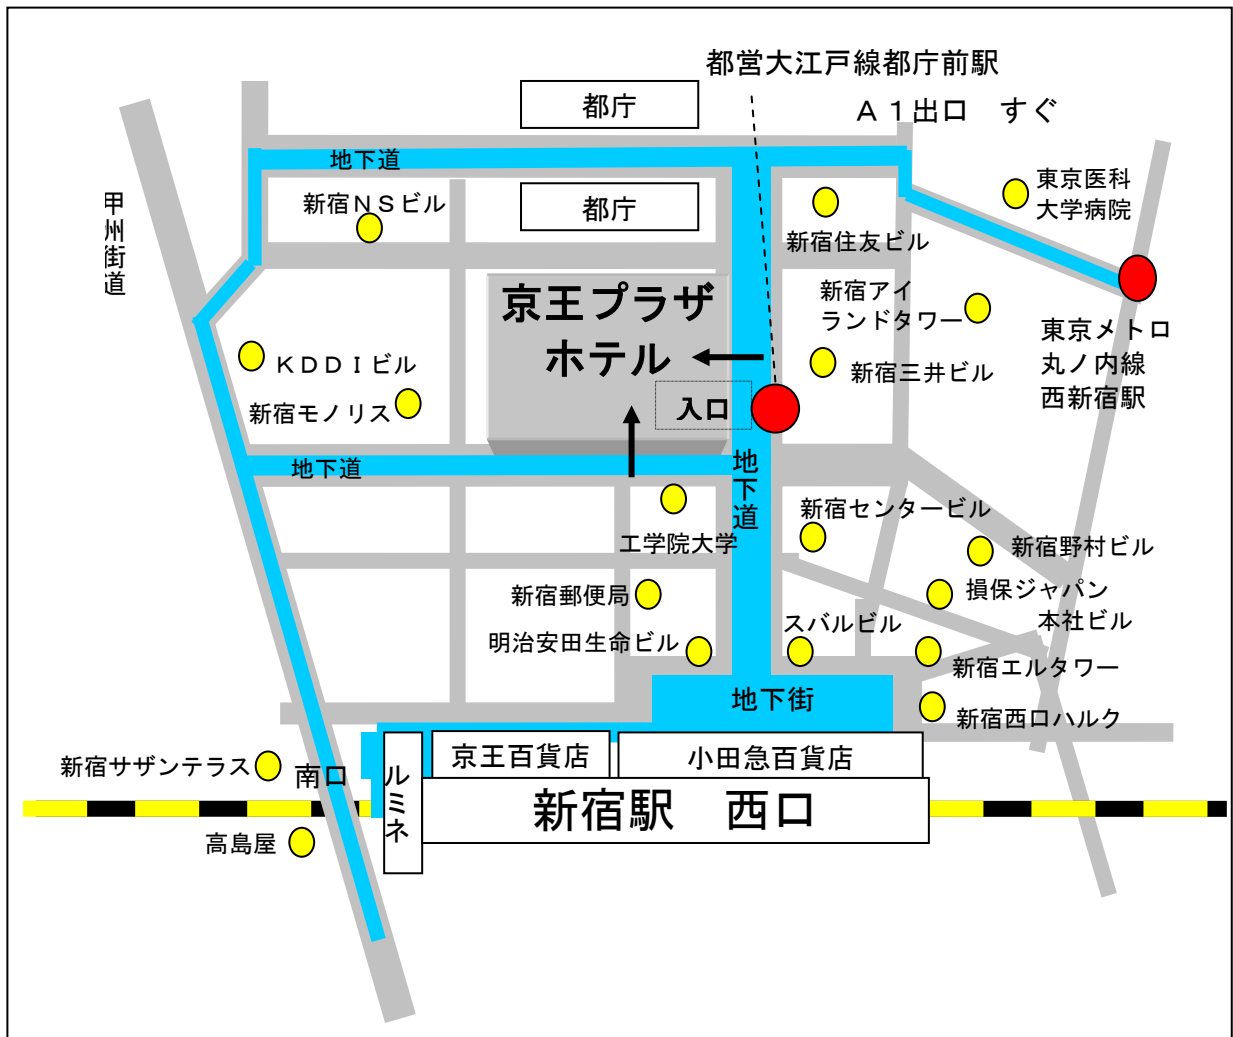 都営大江戸線都庁前駅
A1出口 すぐ
都庁
地下道
甲州街道
新宿NSビル
都庁
新宿住友ビル
東京医科
大学病院
京王プラザ
ホテル
新宿アイ
ランドタワー
東京メトロ
丸ノ内線
西新宿駅
KDDIビル
新宿三井ビル
新宿モノリス
入口
地下道
地下道
新宿センタービル
工学院大学
新宿野村ビル
新宿郵便局
損保ジャパン
本社ビル
明治安田生命ビル
スバルビル
新宿エルタワー
地下街
新宿西口ハルク
新宿サザンテラス
南口
ルミネ
京王百貨店
小田急百貨店
新宿駅 西口
高島屋